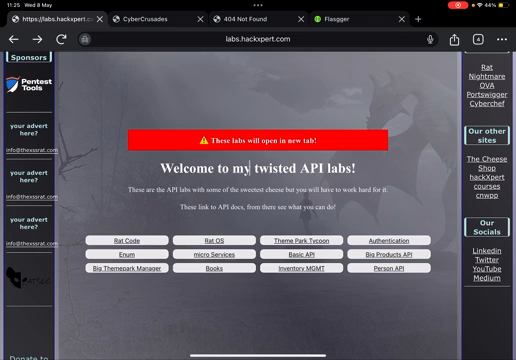 11:25 Wed 8 May
44%
https://labs.hackxpert.c
CyberCrusades
404 Not Found
Flasgger
labs.hackxpert.com
4
Sponsors
Pentest
Tools
your advert
here?
info@thexssrat.com
your advert
here?
info@thexssrat.com
your advert
here?
info@thexssrat.com
Donate to
These labs will open in new tab!
Welcome to my twisted API labs!
These are the API labs with some of the sweetest cheese but you will have to work hard for it.
These link to API docs, from there see what you can do!
Rat Code
Rat OS
Theme Park Tycoon
Authentication
Enum
micro Services
Basic API
Big Products API
Big Themepark Manager
Books
Inventory MGMT
Person API
Rat
Nightmare
OVA
Portswigger
Cyberchef
Our other
sites
The Cheese
Shop
hackXpert
courses
cnwpp
Our
Socials
Linkedin
Twitter
YouTube
Medium